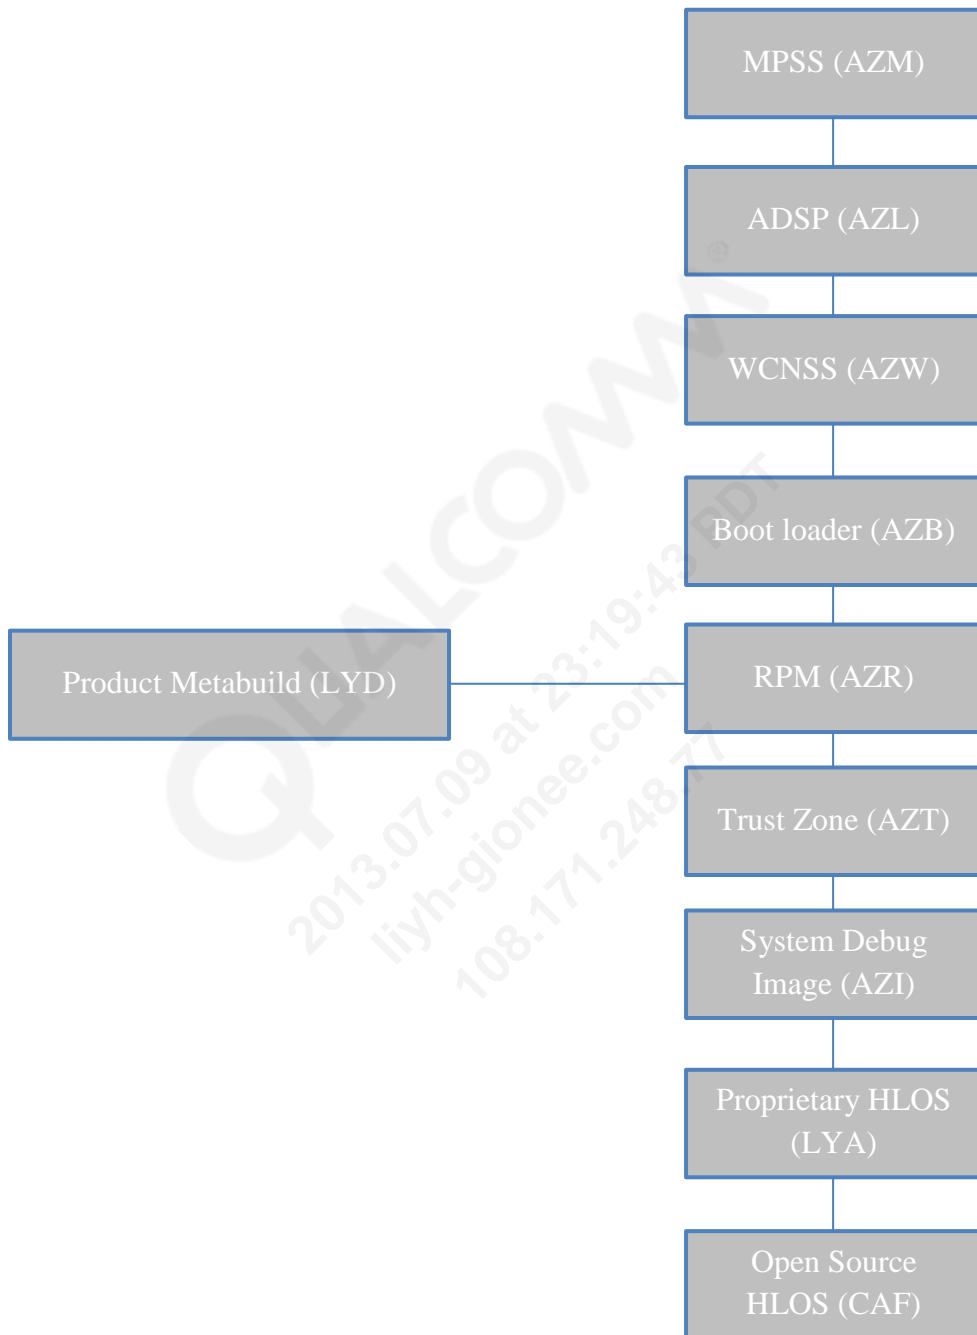 MPSS (AZM)
ADSP (AZL)
WCNSS (AZW)
Boot loader (AZB)
Product Metabuild (LYD)
RPM (AZR)
Trust Zone (AZT)
System Debug
Image (AZI)
Proprietary HLOS
(LYA)
Open Source
HLOS (CAF)
QUALCOMM®
2013.07.09 at 23:19:43 PDT
liyh-gionee.com
108.171.248.77